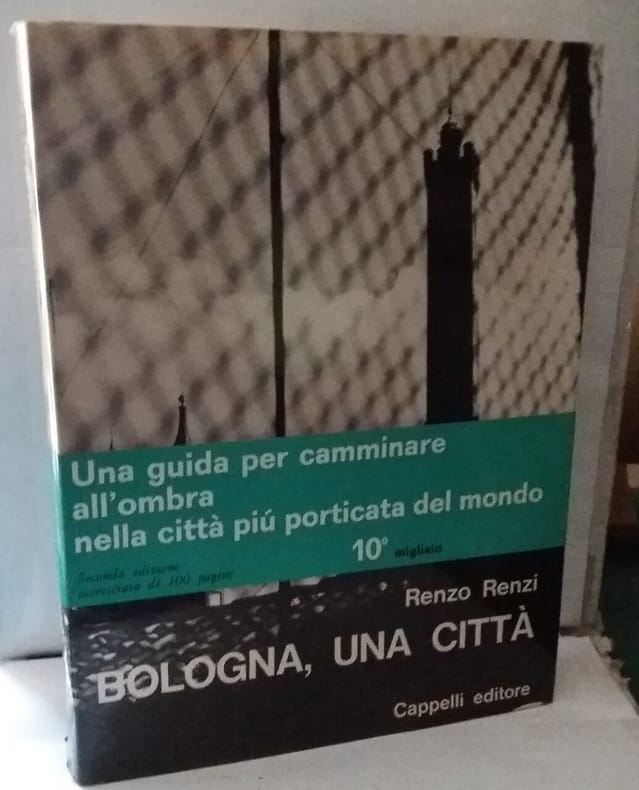 Una guida per camminare
all'ombra
nella città piú porticata del mondo
10° migliaio
Seconda edizione
accresciuta di 100 pagine
Renzo Renzi
BOLOGNA, UNA CITTÀ
Cappelli editore